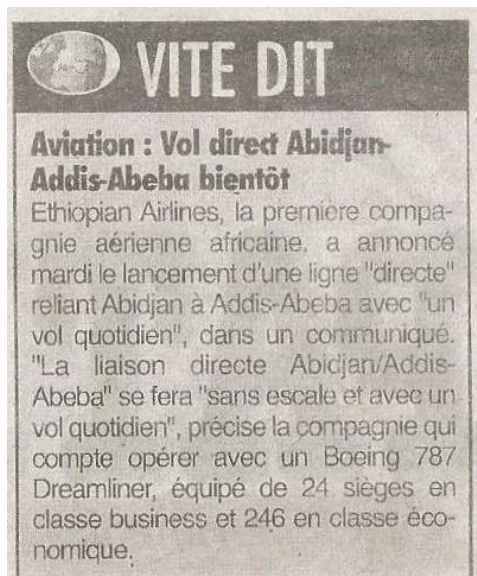 VITE DIT
Aviation : Vol direct Abidjan-
Addis-Abeba bientôt
Ethiopian Airlines, la première compa-
gnie aérienne africaine, a annoncé
mardi le lancement d'une ligne "directe"
reliant Abidjan à Addis-Abeba avec "un
vol quotidien", dans un communiqué.
"La liaison directe Abidjan/Addis-
Abeba" se fera "sans escale et avec un
vol quotidien", précise la compagnie qui
compte opérer avec un Boeing 787
Dreamliner, équipé de 24 sièges en
classe business et 246 en classe éco-
nomique.